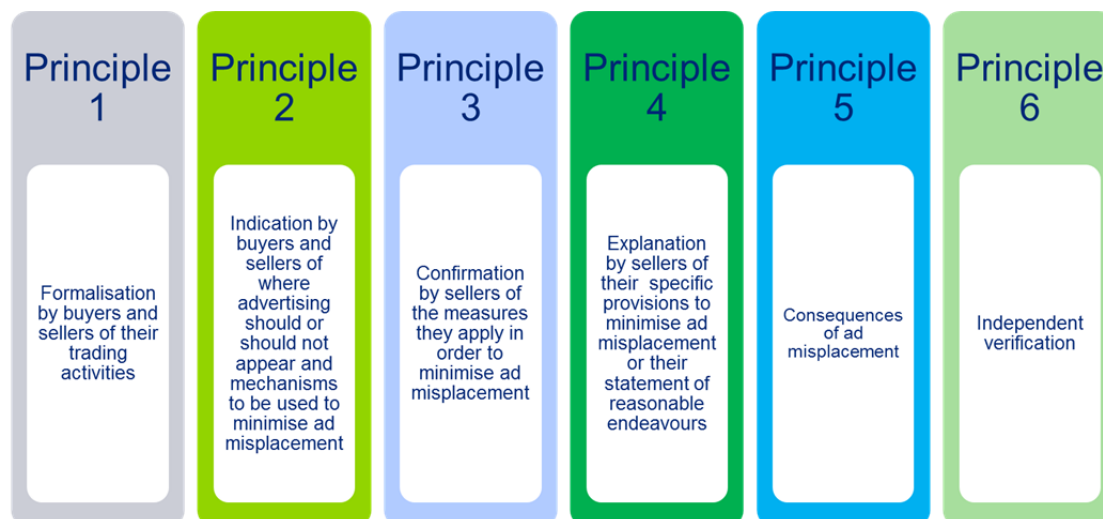 Principle
1
Formalisation
by buyers and
sellers of their
trading
activities
Principle
2
Indication by
buyers and
sellers of
where
advertising
should or
should not
appear and
mechanisms
to be used to
minimise ad
misplacement
Principle
3
Confirmation
by sellers of
the measures
they apply in
order to
minimise ad
misplacement
Principle
4
Explanation
by sellers of
their specific
provisions to
minimise ad
misplacement
or their
statement of
reasonable
endeavours
Principle
5
Consequences
of ad
misplacement
Principle
6
Independent
verification